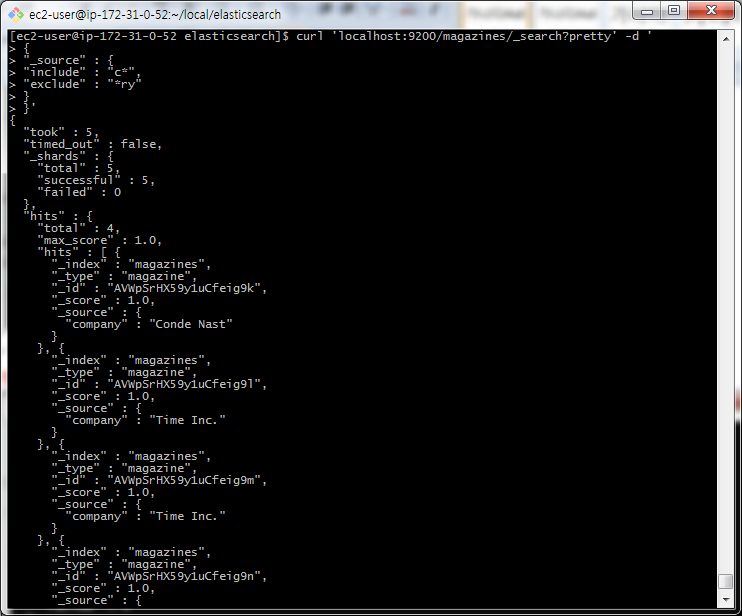 ec2-user@ip-172-31-0-52:~/local/elasticsearch
[ec2-user@ip-172-31-0-52 elasticsearch]$ curl 'localhost:9200/magazines/_search?pretty' -d '
> {
> "_source" : {
> "include" : "c*",
> "exclude" : "*ry"
> }
> }'
{
  "took" : 5,
  "timed_out" : false,
  "_shards" : {
    "total" : 5,
    "successful" : 5,
    "failed" : 0
  },
  "hits" : {
    "total" : 4,
    "max_score" : 1.0,
    "hits" : [ {
      "_index" : "magazines",
      "_type" : "magazine",
      "_id" : "AVWpSrHX59y1uCfeig9k",
      "_score" : 1.0,
      "_source" : {
        "company" : "Conde Nast"
      }
    }, {
      "_index" : "magazines",
      "_type" : "magazine",
      "_id" : "AVWpSrHX59y1uCfeig9l",
      "_score" : 1.0,
      "_source" : {
        "company" : "Time Inc."
      }
    }, {
      "_index" : "magazines",
      "_type" : "magazine",
      "_id" : "AVWpSrHX59y1uCfeig9m",
      "_score" : 1.0,
      "_source" : {
        "company" : "Time Inc."
      }
    }, {
      "_index" : "magazines",
      "_type" : "magazine",
      "_id" : "AVWpSrHX59y1uCfeig9n",
      "_score" : 1.0,
      "_source" : {